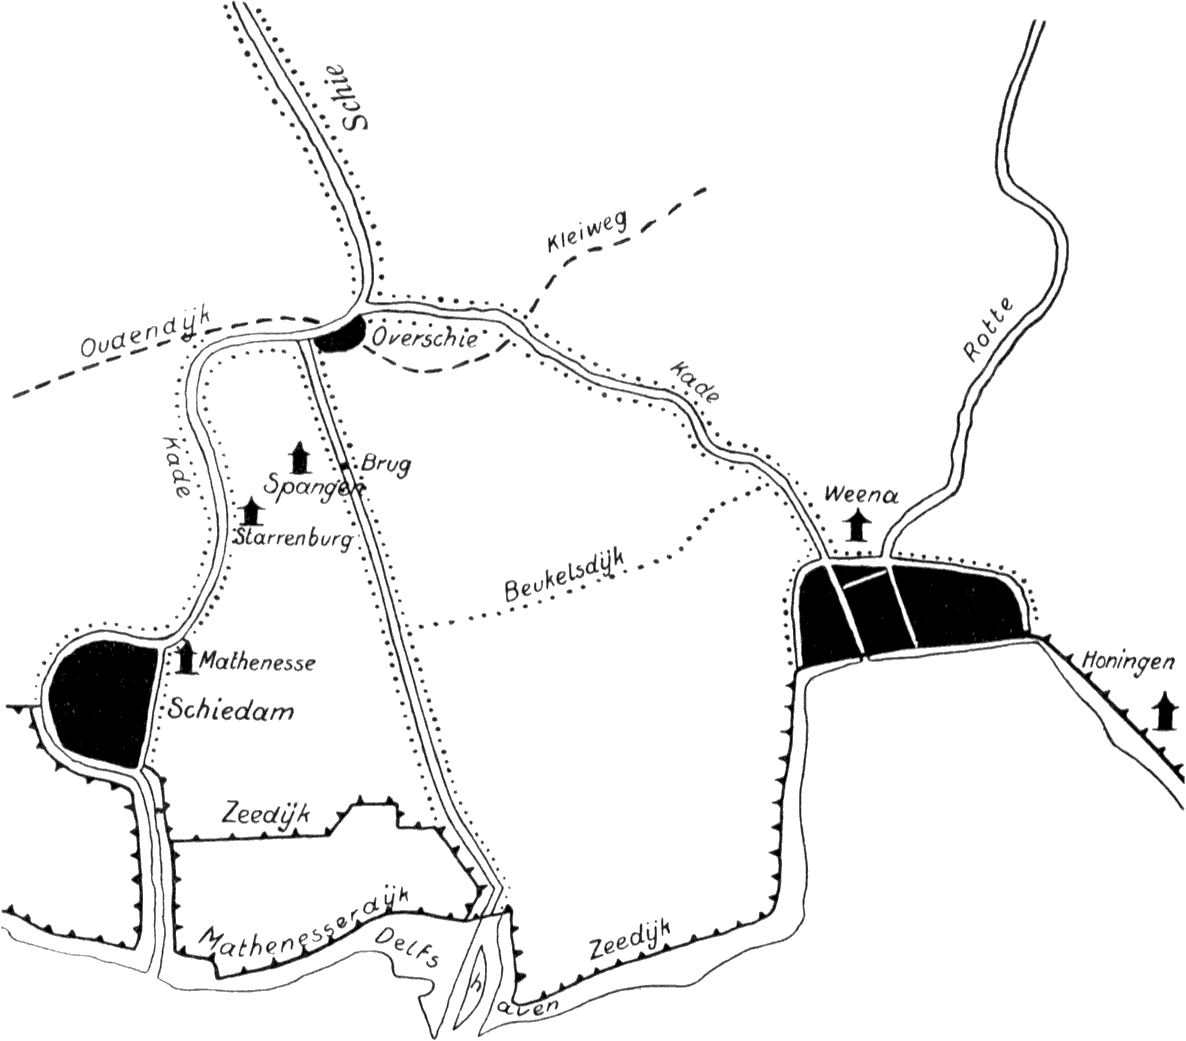 Schie
Kleiweg
Oudendijk
Overschie
Rotte
Kade
Kade
Brug
Spangen
Weena
Starrenburg
Beukelsdijk
Mathenesse
Honingen
Schiedam
Zeedijk
Mathenesserdijk
Zeedijk
Delfs
h
aven